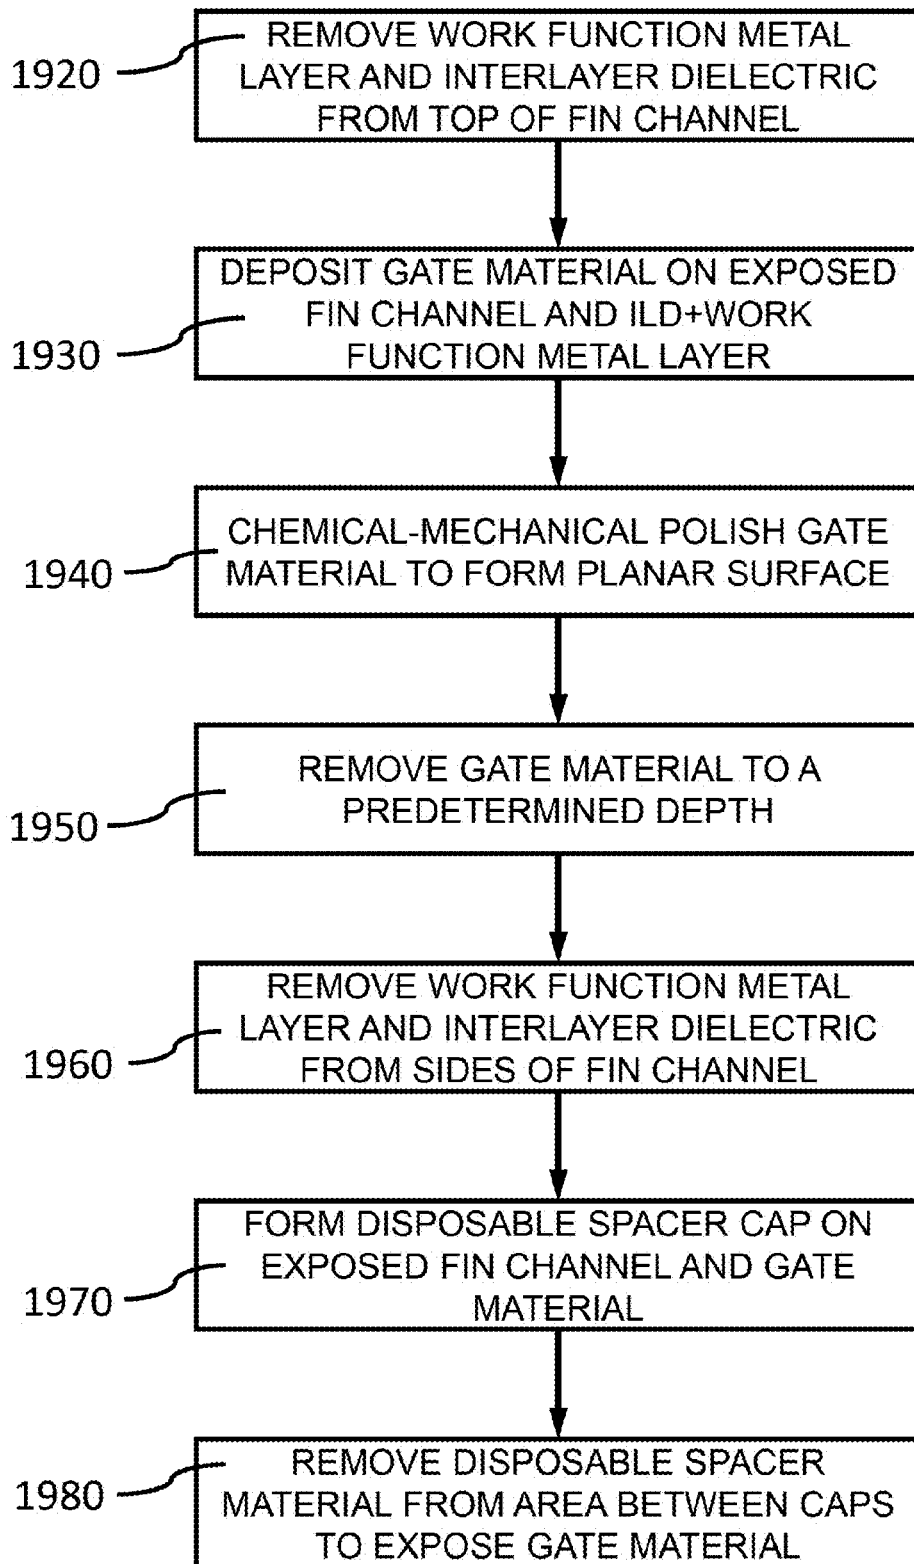 1920
REMOVE WORK FUNCTION METAL
LAYER AND INTERLAYER DIELECTRIC
FROM TOP OF FIN CHANNEL
1930
DEPOSIT GATE MATERIAL ON EXPOSED
FIN CHANNEL AND ILD+WORK
FUNCTION METAL LAYER
1940
CHEMICAL-MECHANICAL POLISH GATE
MATERIAL TO FORM PLANAR SURFACE
1950
REMOVE GATE MATERIAL TO A
PREDETERMINED DEPTH
1960
REMOVE WORK FUNCTION METAL
LAYER AND INTERLAYER DIELECTRIC
FROM SIDES OF FIN CHANNEL
1970
FORM DISPOSABLE SPACER CAP ON
EXPOSED FIN CHANNEL AND GATE
MATERIAL
1980
REMOVE DISPOSABLE SPACER
MATERIAL FROM AREA BETWEEN CAPS
TO EXPOSE GATE MATERIAL